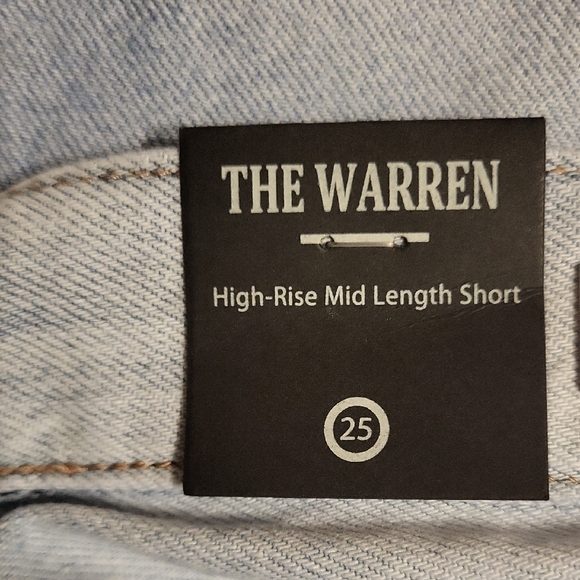 THE WARREN
High-Rise Mid Length Short
25